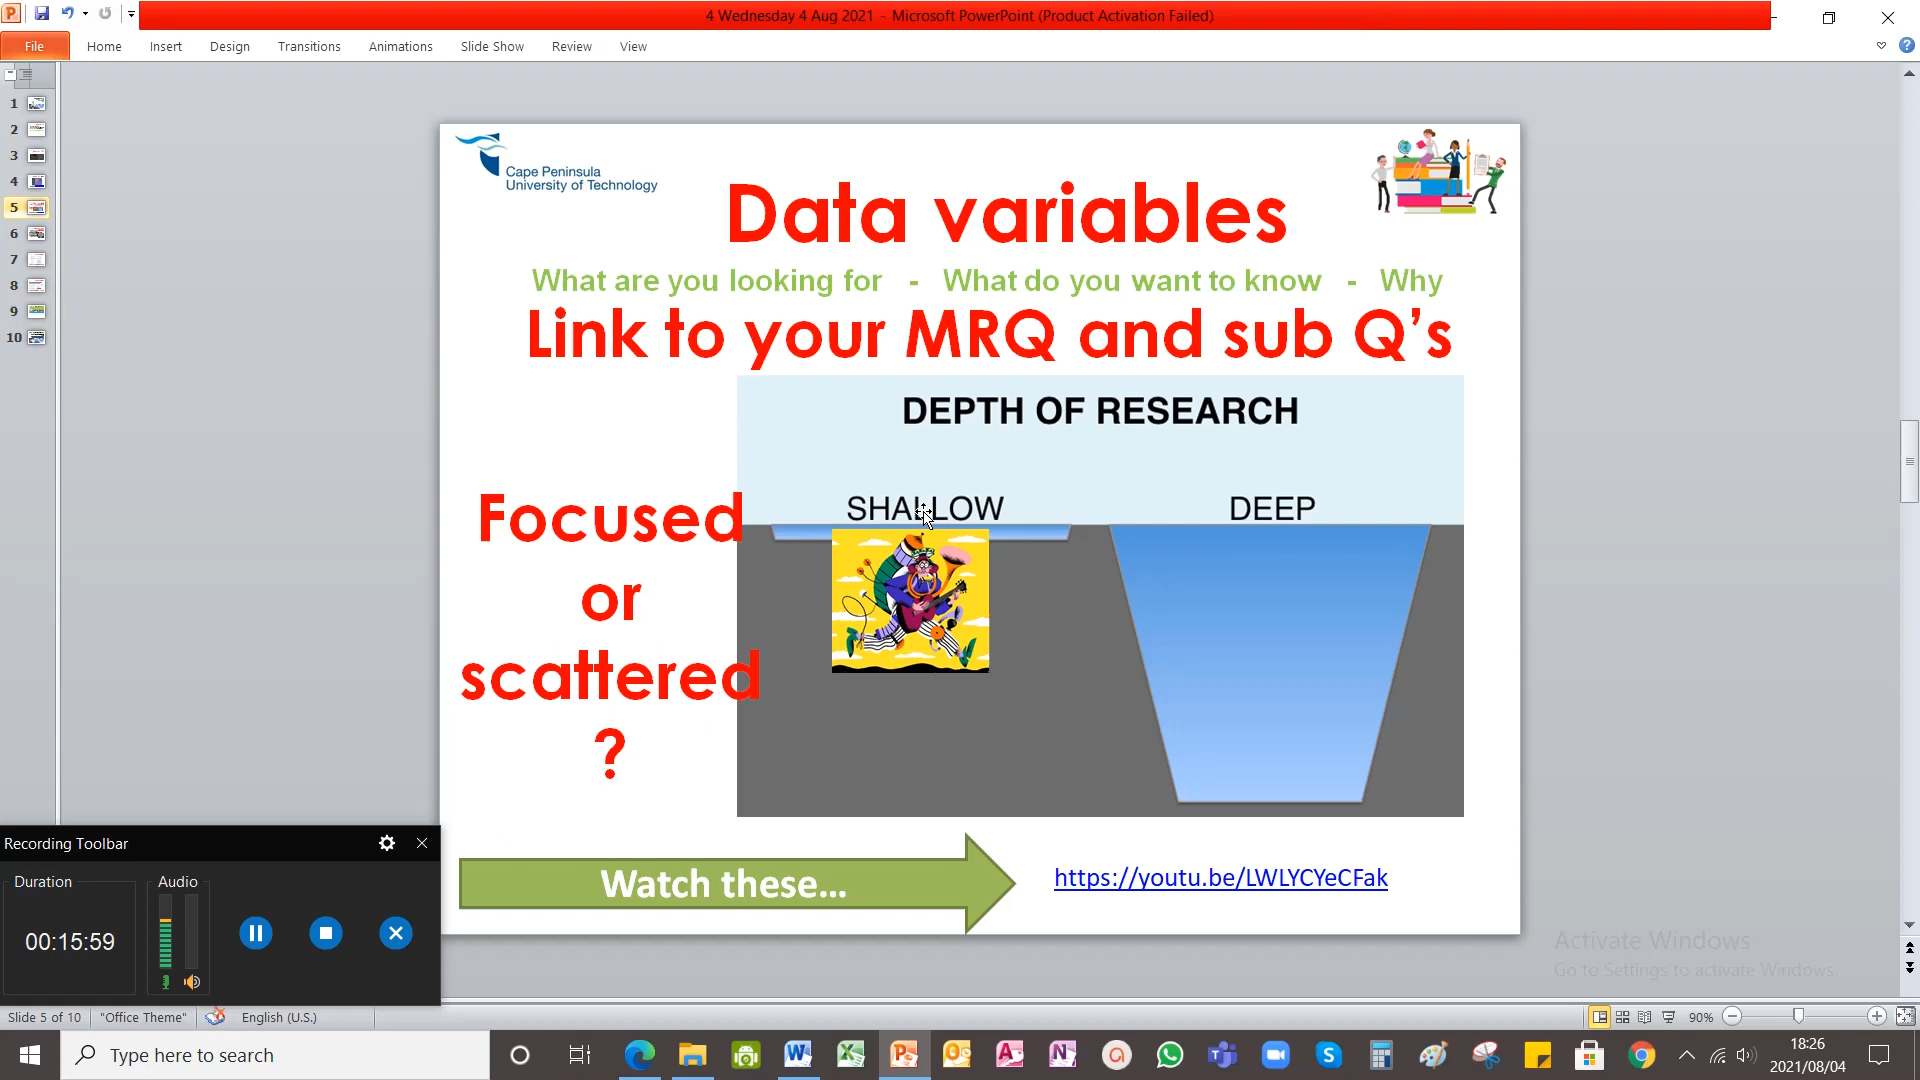 4 Wednesday 4 Aug 2021 - Microsoft PowerPoint (Product Activation Failed)
File Home Insert Design Transitions Animations Slide Show Review View
1
2
3
4
5
6
7
8
9
10
Cape Peninsula
University of Technology
Data variables
What are you looking for - What do you want to know - Why
Link to your MRQ and sub Q's
DEPTH OF RESEARCH
SHALLOW DEEP
Focused
or
scattered
?
Watch these...
https://youtu.be/LWLYCYeCFak
Recording Toolbar
Duration Audio
00:15:59
Activate Windows
Go to Settings to activate Windows.
Slide 5 of 10 "Office Theme" English (U.S.) 90%
Type here to search
18:26
2021/08/04